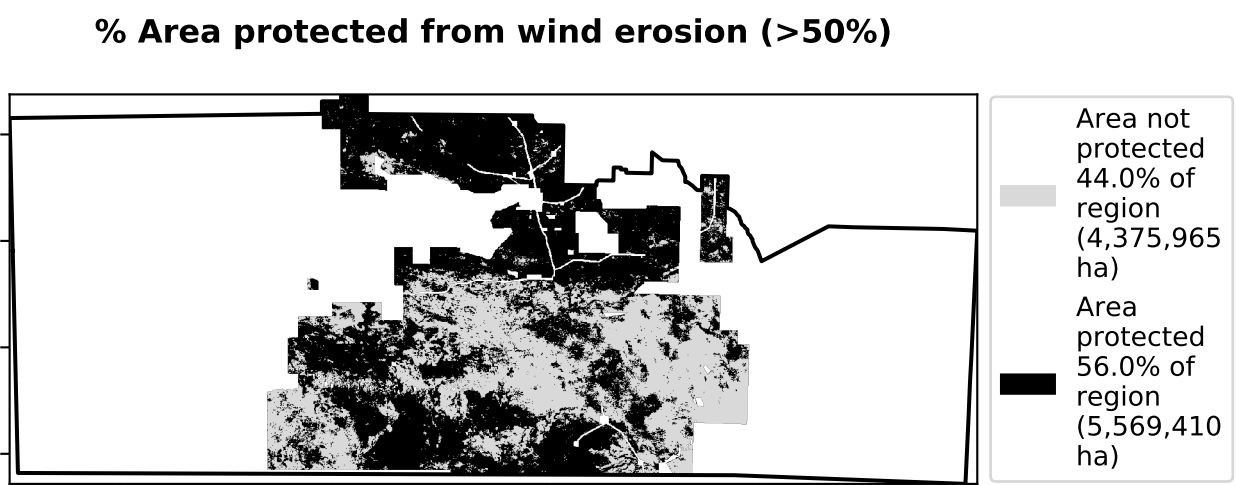 % Area protected from wind erosion (>50%)
Area not
protected
44.0% of
region
(4,375,965
ha)
Area
protected
56.0% of
region
(5,569,410
ha)